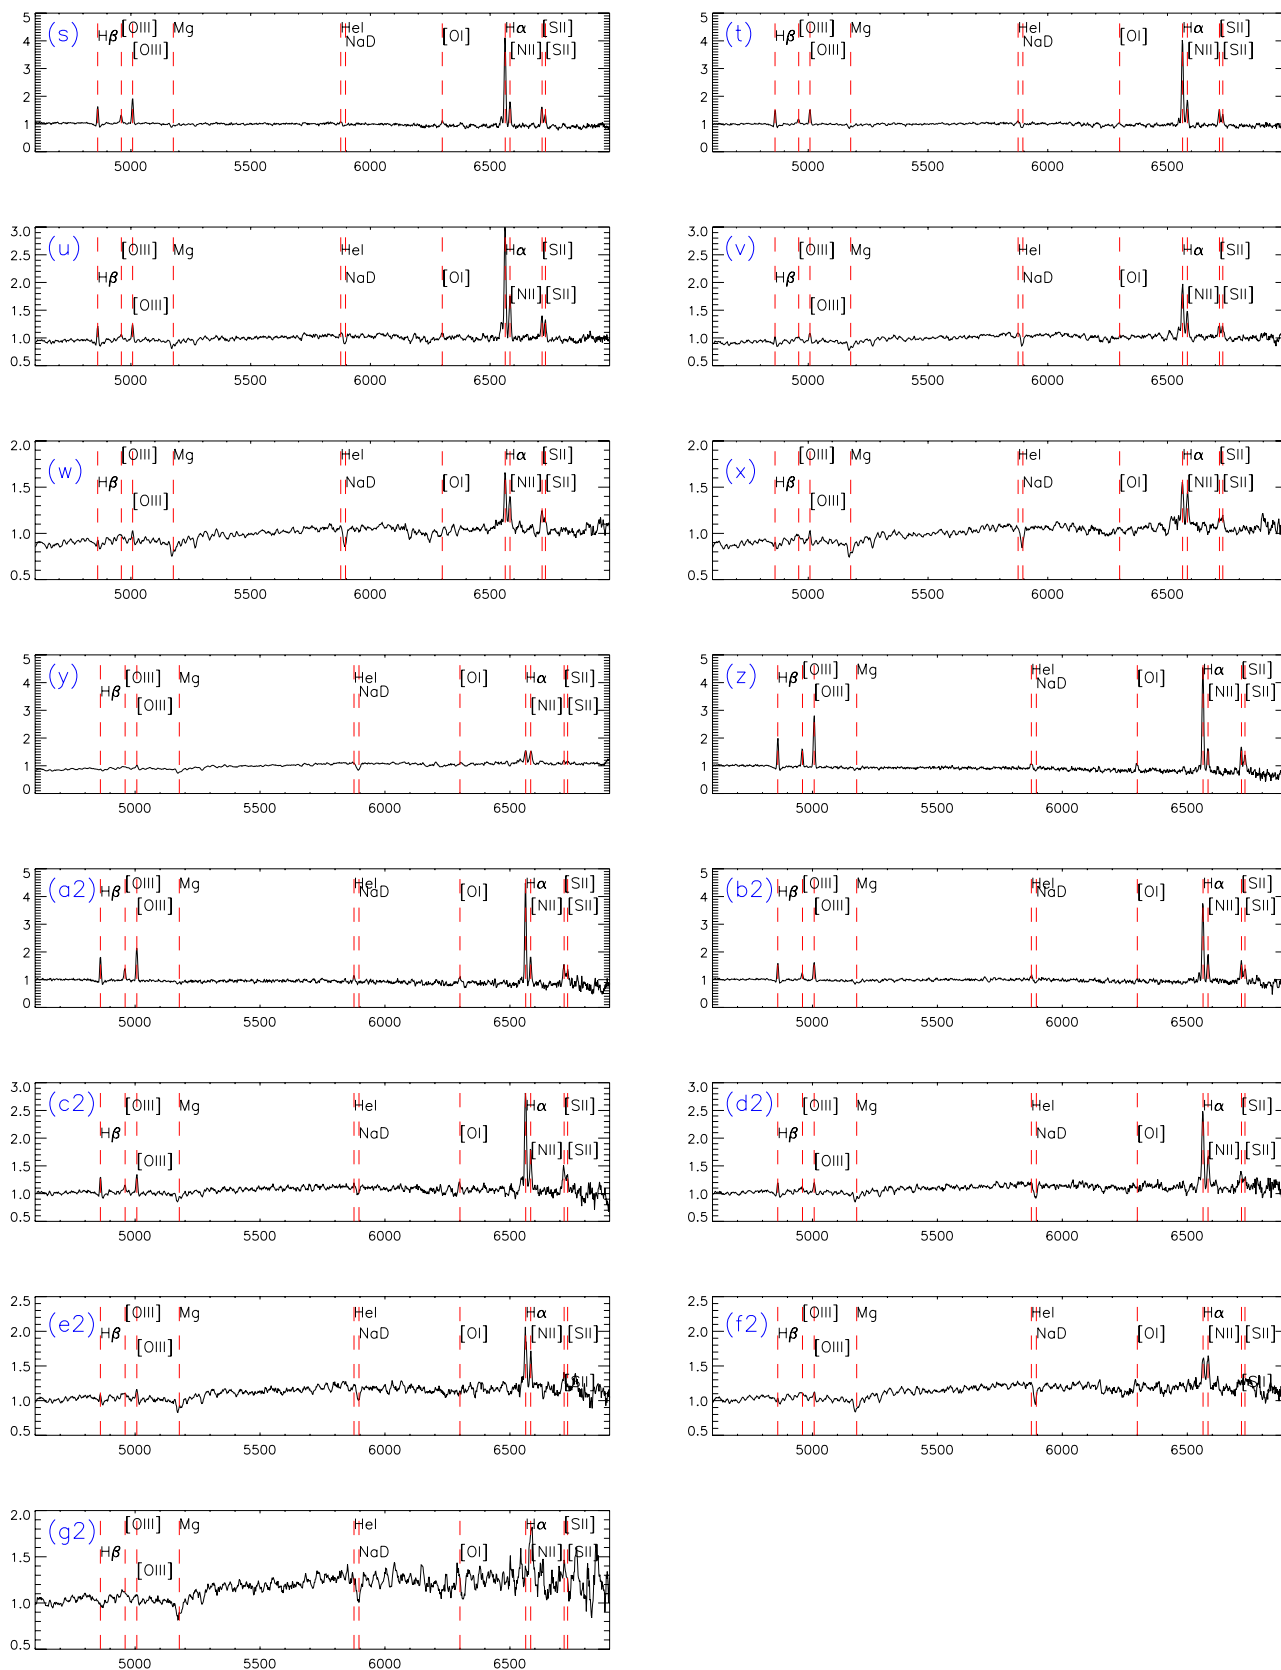 (s) Hβ [OIII] [OIII] Mg HeI NaD [OI] Hα [NII] [SII] [SII]
5 4 3 2 1 0
5000 5500 6000 6500
(t) Hβ [OIII] [OIII] Mg HeI NaD [OI] Hα [NII] [SII] [SII]
5 4 3 2 1 0
5000 5500 6000 6500
(u) Hβ [OIII] [OIII] Mg HeI NaD [OI] Hα [NII] [SII] [SII]
3.0 2.5 2.0 1.5 1.0 0.5
5000 5500 6000 6500
(v) Hβ [OIII] [OIII] Mg HeI NaD [OI] Hα [NII] [SII] [SII]
3.0 2.5 2.0 1.5 1.0 0.5
5000 5500 6000 6500
(w) Hβ [OIII] [OIII] Mg HeI NaD [OI] Hα [NII] [SII] [SII]
2.0 1.5 1.0 0.5
5000 5500 6000 6500
(x) Hβ [OIII] [OIII] Mg HeI NaD [OI] Hα [NII] [SII] [SII]
2.0 1.5 1.0 0.5
5000 5500 6000 6500
(y) Hβ [OIII] [OIII] Mg HeI NaD [OI] Hα [NII] [SII] [SII]
5 4 3 2 1 0
5000 5500 6000 6500
(z) Hβ [OIII] [OIII] Mg HeI NaD [OI] Hα [NII] [SII] [SII]
5 4 3 2 1 0
5000 5500 6000 6500
(a2) Hβ [OIII] [OIII] Mg HeI NaD [OI] Hα [NII] [SII] [SII]
5 4 3 2 1 0
5000 5500 6000 6500
(b2) Hβ [OIII] [OIII] Mg HeI NaD [OI] Hα [NII] [SII] [SII]
5 4 3 2 1 0
5000 5500 6000 6500
(c2) Hβ [OIII] [OIII] Mg HeI NaD [OI] Hα [NII] [SII] [SII]
3.0 2.5 2.0 1.5 1.0 0.5
5000 5500 6000 6500
(d2) Hβ [OIII] [OIII] Mg HeI NaD [OI] Hα [NII] [SII] [SII]
3.0 2.5 2.0 1.5 1.0 0.5
5000 5500 6000 6500
(e2) Hβ [OIII] [OIII] Mg HeI NaD [OI] Hα [NII] [SII] [SII]
2.5 2.0 1.5 1.0 0.5
5000 5500 6000 6500
(f2) Hβ [OIII] [OIII] Mg HeI NaD [OI] Hα [NII] [SII] [SII]
2.5 2.0 1.5 1.0 0.5
5000 5500 6000 6500
(g2) Hβ [OIII] [OIII] Mg HeI NaD [OI] Hα [NII] [SII] [SII]
2.0 1.5 1.0 0.5
5000 5500 6000 6500